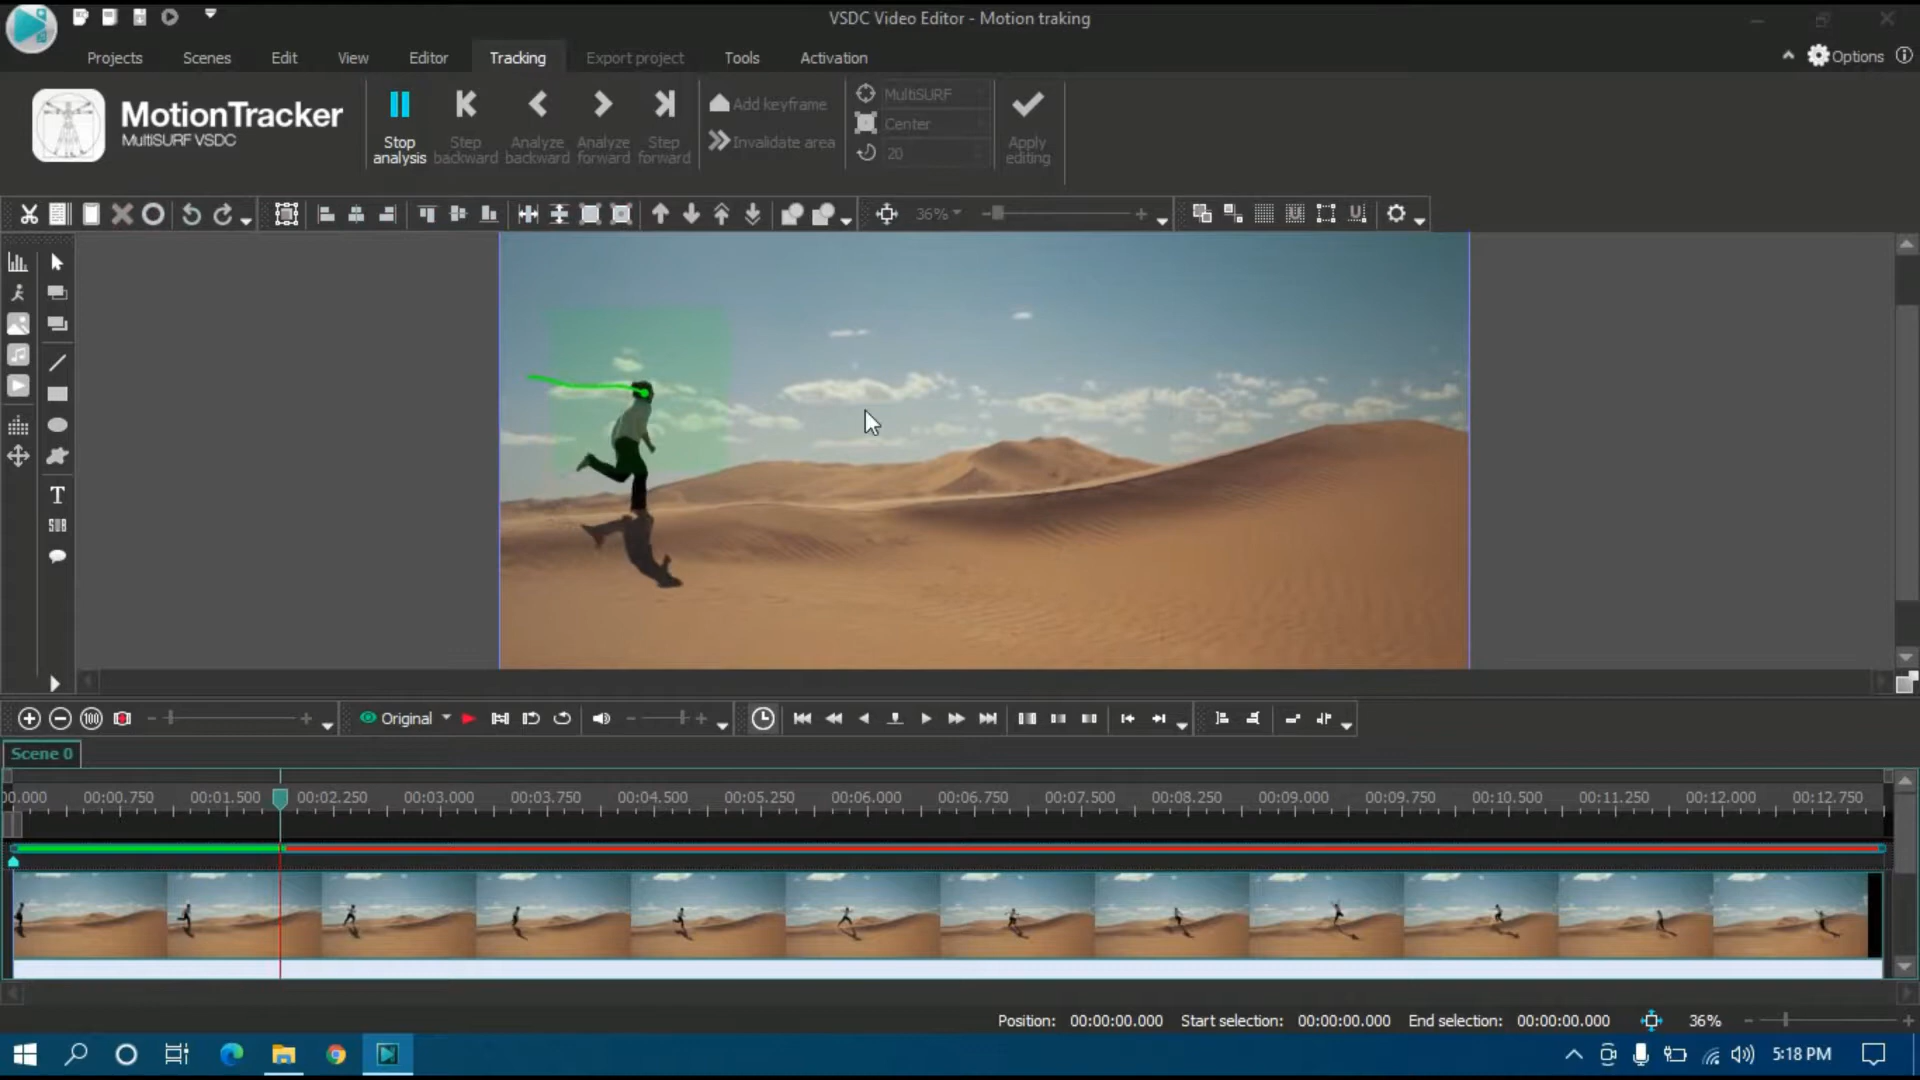 VSDC Video Editor - Motion traking
Projects Scenes Edit View Editor Tracking Export project Tools Activation Options
MotionTracker
MultiSURF VSDC
Stop analysis
Step backward
Analyze backward
Analyze forward
Step forward
Add keyframe
Invalidate area
MultiSURF
Center
20
Apply editing
36%
T
SUB
100
Original
Scene 0
00.000 00:00.750 00:01.500 00:02.250 00:03.000 00:03.750 00:04.500 00:05.250 00:06.000 00:06.750 00:07.500 00:08.250 00:09.000 00:09.750 00:10.500 00:11.250 00:12.000 00:12.750
Position: 00:00:00.000 Start selection: 00:00:00.000 End selection: 00:00:00.000 36%
5:18 PM